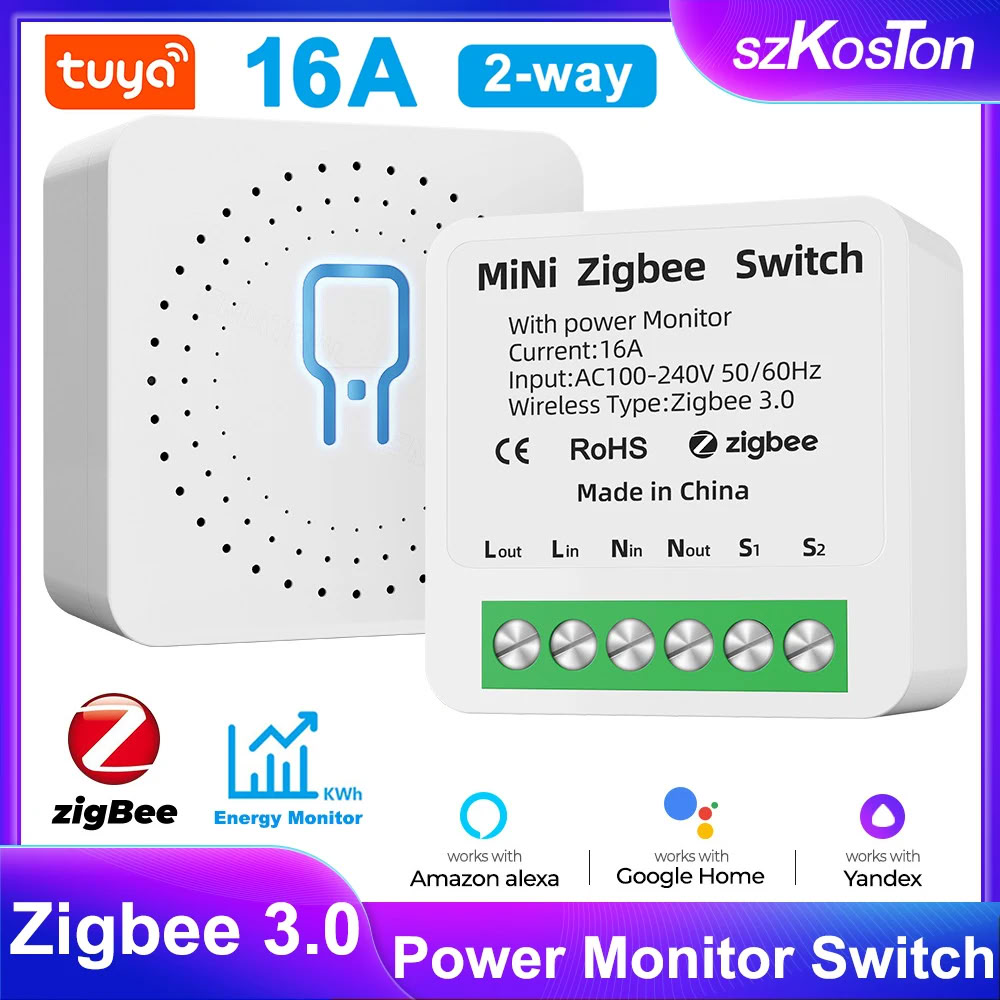 tuya
16A
2-way
szKosTon
MiNi Zigbee Switch
With power Monitor
Current:16A
Input:AC100-240V 50/60Hz
Wireless Type:Zigbee 3.0
CE RoHS zigbee
Made in China
Lout Lin Nin Nout S1 S2
zigBee
KWh
Energy Monitor
works with
Amazon alexa
works with
Google Home
works with
Yandex
Zigbee 3.0
Power Monitor Switch